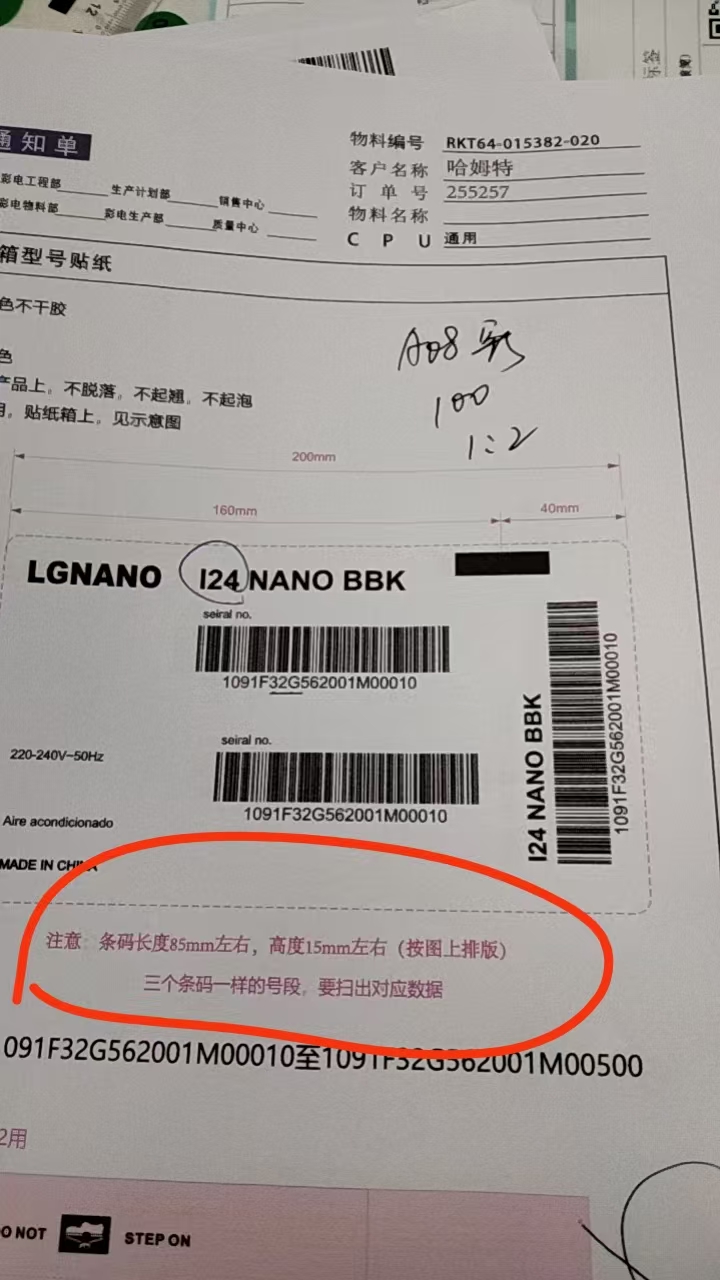 通知单
物料编号 RKT64-015382-020
客户名称 哈姆特
订单号 255257
物料名称
CPU 通用
彩电工程部 生产计划部 销售中心
彩电物料部 彩电生产部 质量中心
箱型号贴纸
色不干胶
色
产品上，不脱落，不起翘，不起泡
用，贴纸箱上，见示意图
A08
100
1:2
200mm
160mm 40mm
LGNANO I24 NANO BBK
seiral no.
1091F32G562001M00010
seiral no.
1091F32G562001M00010
220-240V~50Hz
Aire acondicionado
MADE IN CHINA
I24 NANO BBK
1091F32G562001M00010
注意：条码长度85mm左右，高度15mm左右（按图上排版）
三个条码一样的号段，要扫出对应数据
091F32G562001M00010至1091F32G562001M00500
2用
O NOT STEP ON